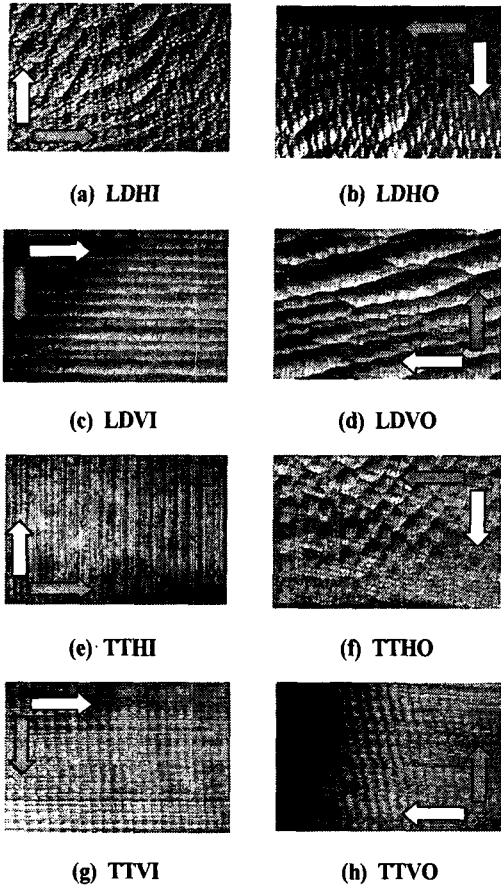 (a) LDHI
(b) LDHO
(c) LDVI
(d) LDVO
(e) TTHI
(f) TTHO
(g) TTVI
(h) TTVO